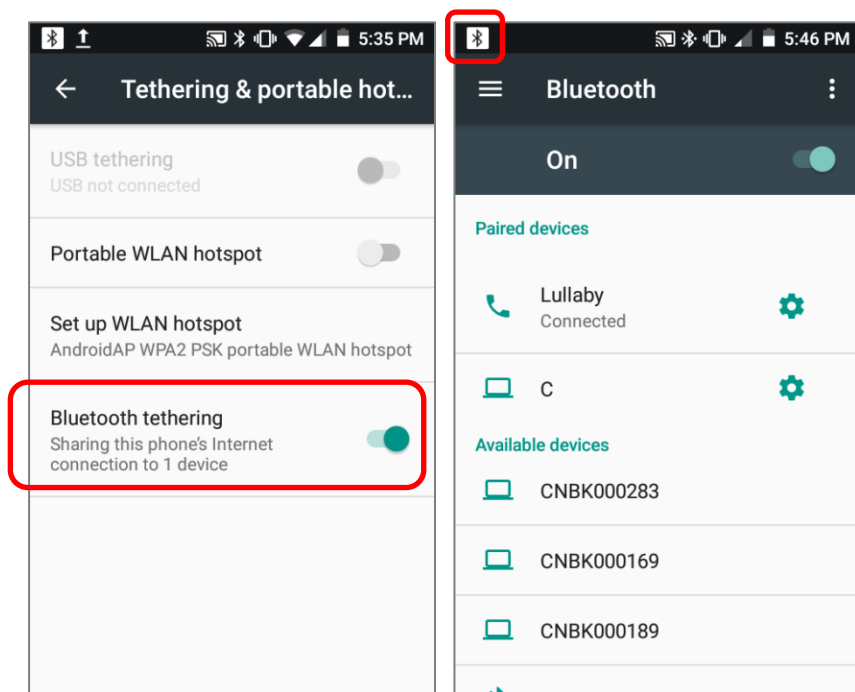 5:35 PM
Tethering & portable hot...
USB tethering
USB not connected
Portable WLAN hotspot
Set up WLAN hotspot
AndroidAP WPA2 PSK portable WLAN hotspot
Bluetooth tethering
Sharing this phone's Internet
connection to 1 device
5:46 PM
Bluetooth
On
Paired devices
Lullaby
Connected
C
Available devices
CNBK000283
CNBK000169
CNBK000189